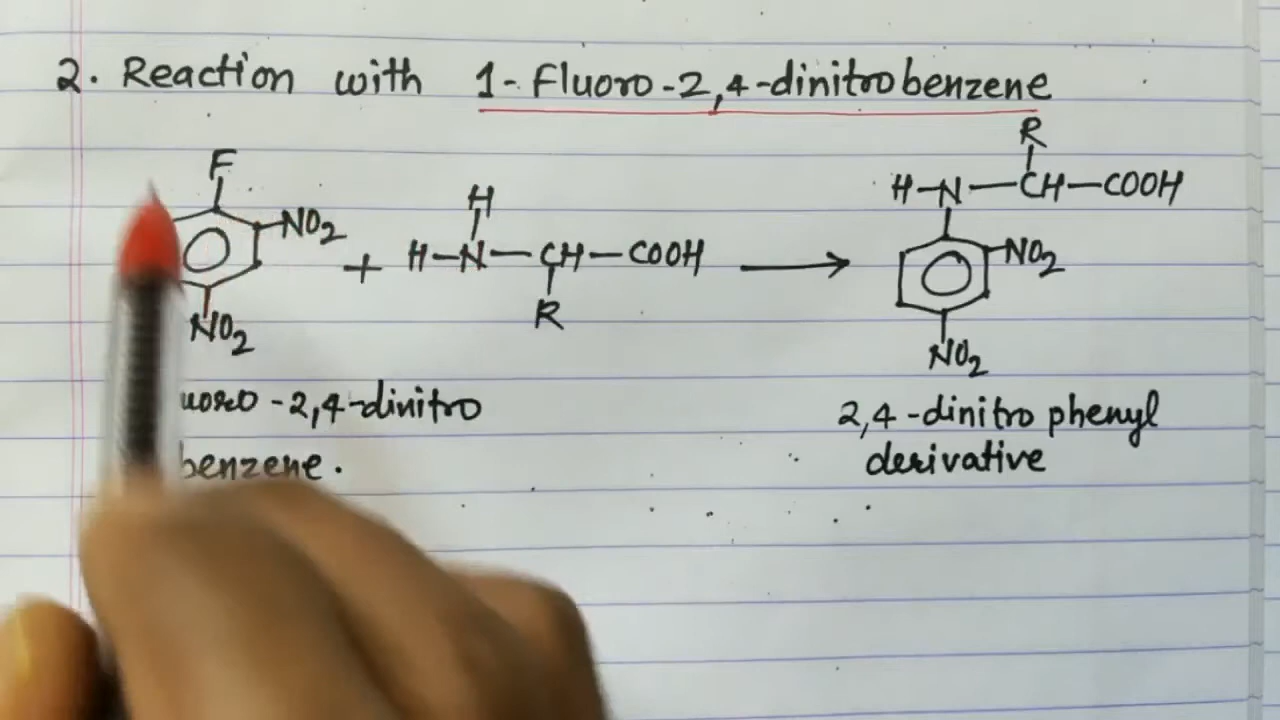 2. Reaction with 1-Fluoro-2,4-dinitrobenzene
F
NO2
NO2
+
H
H-N-CH-COOH
R
→
R
H-N-CH-COOH
NO2
NO2
uoro-2,4-dinitro
benzene.
2,4-dinitro phenyl
derivative